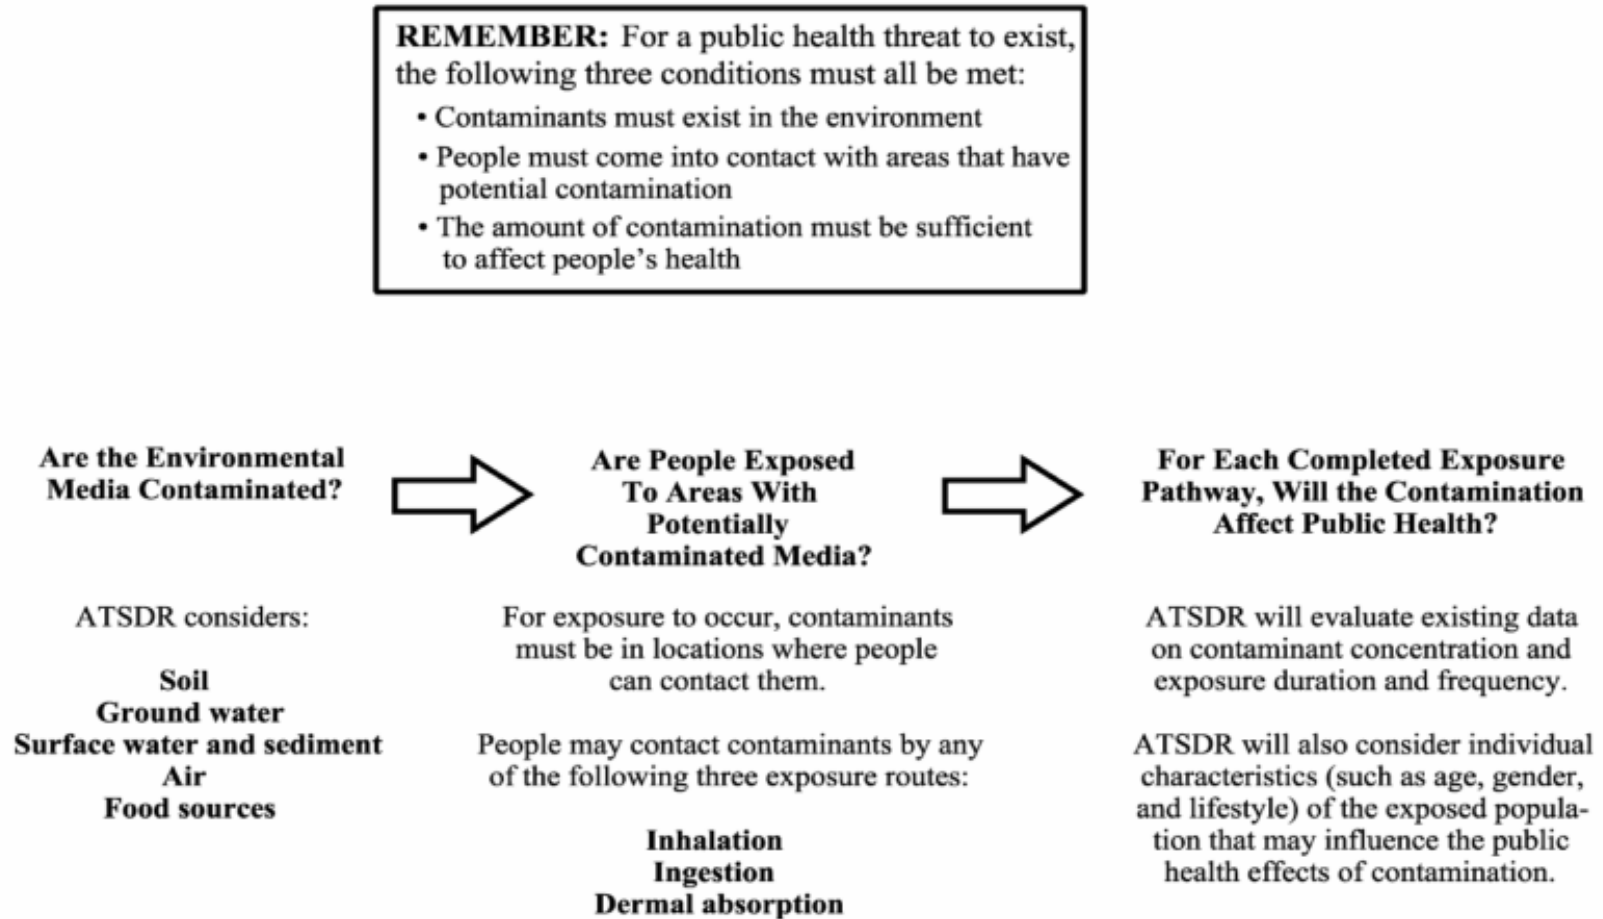 REMEMBER: For a public health threat to exist,
the following three conditions must all be met:
• Contaminants must exist in the environment
• People must come into contact with areas that have
potential contamination
• The amount of contamination must be sufficient
to affect people's health
Are the Environmental
Media Contaminated?
ATSDR considers:
Soil
Ground water
Surface water and sediment
Air
Food sources
Are People Exposed
To Areas With
Potentially
Contaminated Media?
For exposure to occur, contaminants
must be in locations where people
can contact them.
People may contact contaminants by any
of the following three exposure routes:
Inhalation
Ingestion
Dermal absorption
For Each Completed Exposure
Pathway, Will the Contamination
Affect Public Health?
ATSDR will evaluate existing data
on contaminant concentration and
exposure duration and frequency.
ATSDR will also consider individual
characteristics (such as age, gender,
and lifestyle) of the exposed popula-
tion that may influence the public
health effects of contamination.